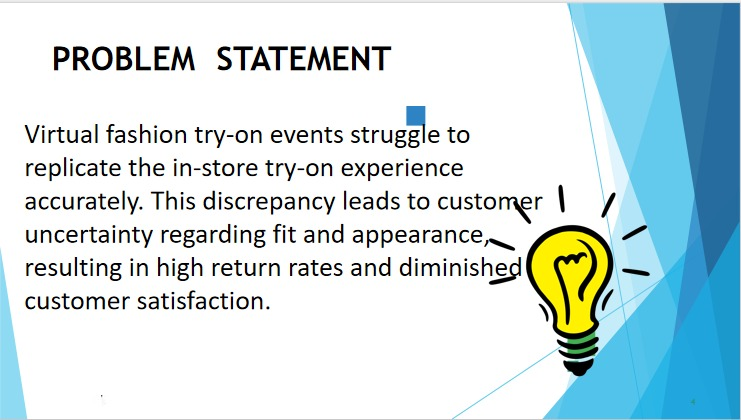 PROBLEM STATEMENT
Virtual fashion try-on events struggle to
replicate the in-store try-on experience
accurately. This discrepancy leads to customer
uncertainty regarding fit and appearance,
resulting in high return rates and diminished
customer satisfaction.